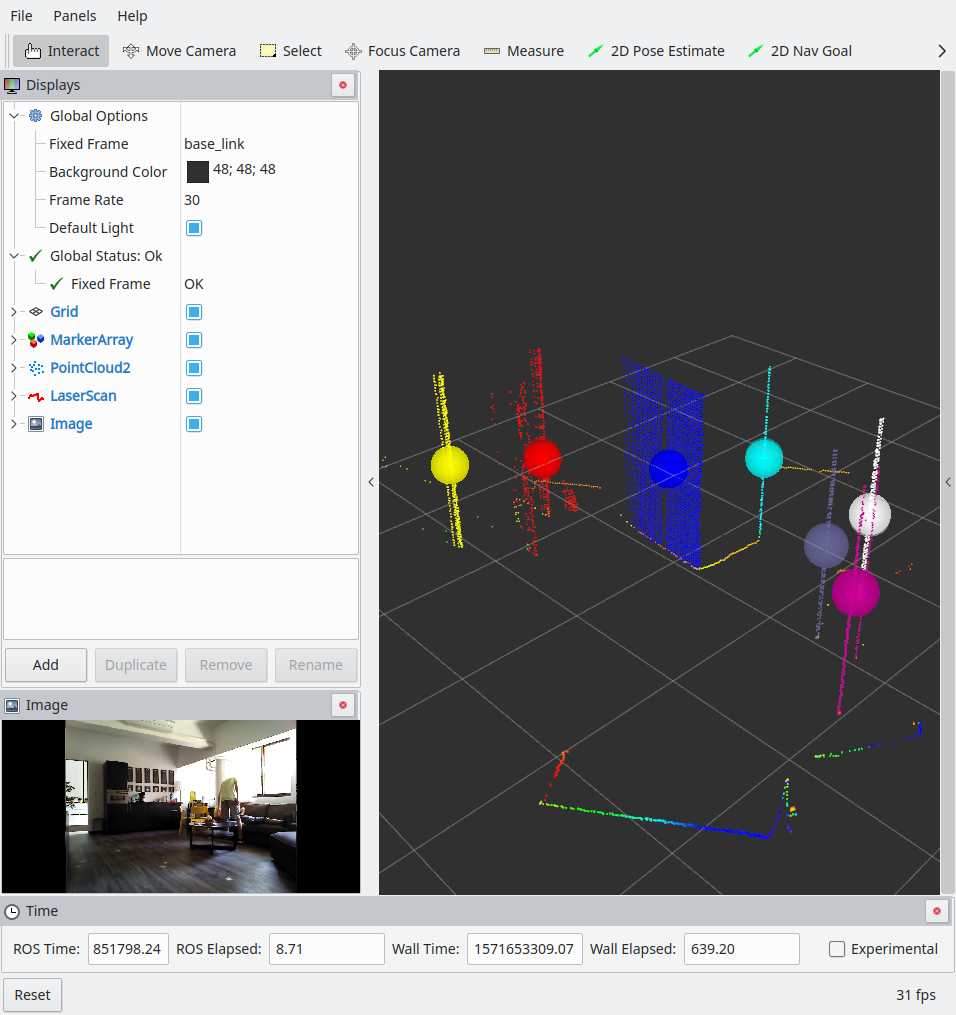 File Panels Help
Interact Move Camera Select Focus Camera Measure 2D Pose Estimate 2D Nav Goal
Displays
Global Options
Fixed Frame base_link
Background Color 48; 48; 48
Frame Rate 30
Default Light
Global Status: Ok
Fixed Frame OK
Grid
MarkerArray
PointCloud2
LaserScan
Image
Add Duplicate Remove Rename
Image
Time
ROS Time: 851798.24 ROS Elapsed: 8.71 Wall Time: 1571653309.07 Wall Elapsed: 639.20 Experimental
Reset 31 fps